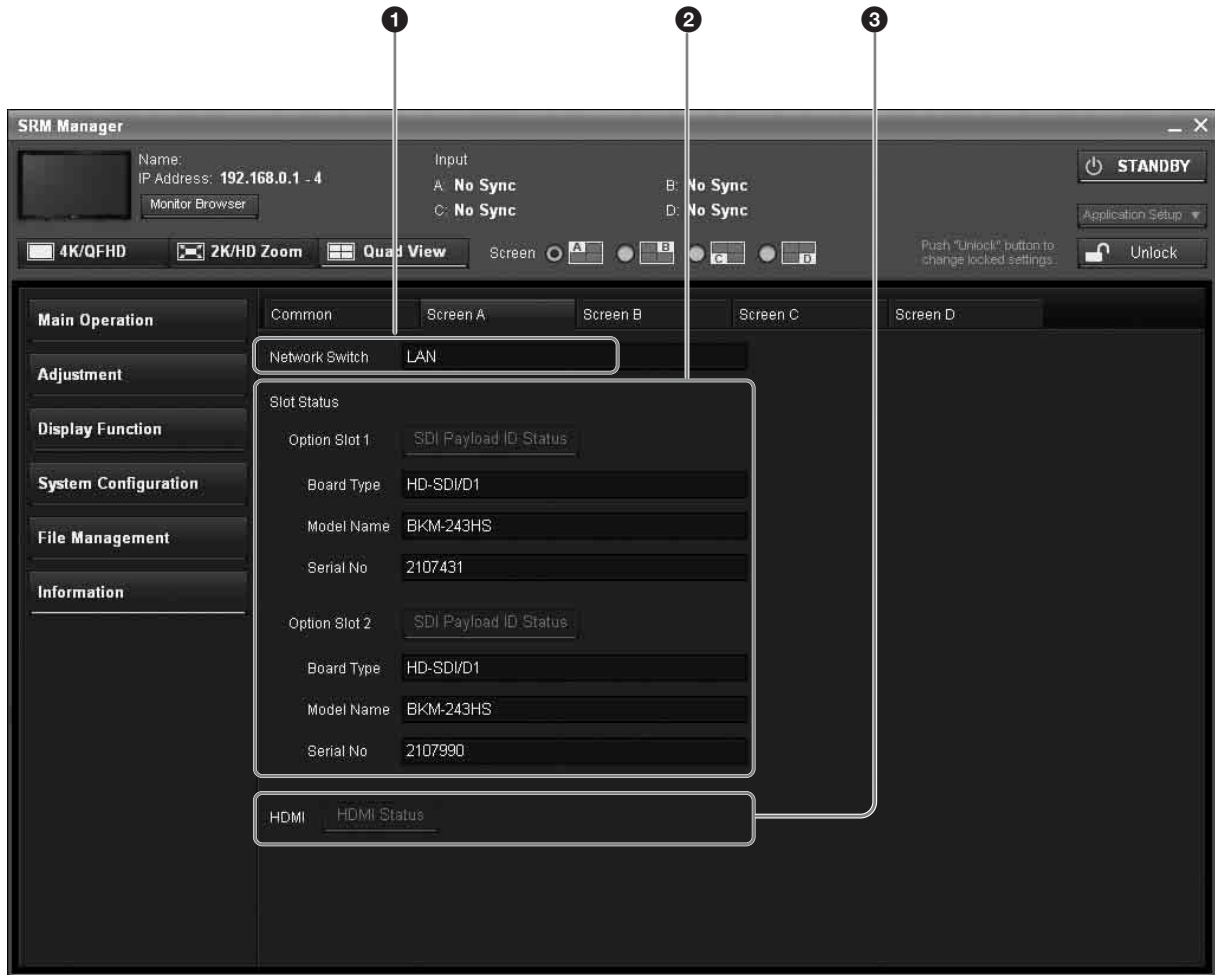 1 2 3
SRM Manager
Name:
IP Address: 192.168.0.1 - 4
Monitor Browser
Input
A: No Sync B: No Sync
C: No Sync D: No Sync
STANDBY
Application Setup
4K/QFHD 2K/HD Zoom Quad View Screen A B C D
Push "Unlock" button to
change locked settings.
Unlock
Main Operation
Adjustment
Display Function
System Configuration
File Management
Information
Common Screen A Screen B Screen C Screen D
Network Switch LAN
Slot Status
Option Slot 1 SDI Payload ID Status
Board Type HD-SDI/D1
Model Name BKM-243HS
Serial No 2107431
Option Slot 2 SDI Payload ID Status
Board Type HD-SDI/D1
Model Name BKM-243HS
Serial No 2107990
HDMI HDMI Status